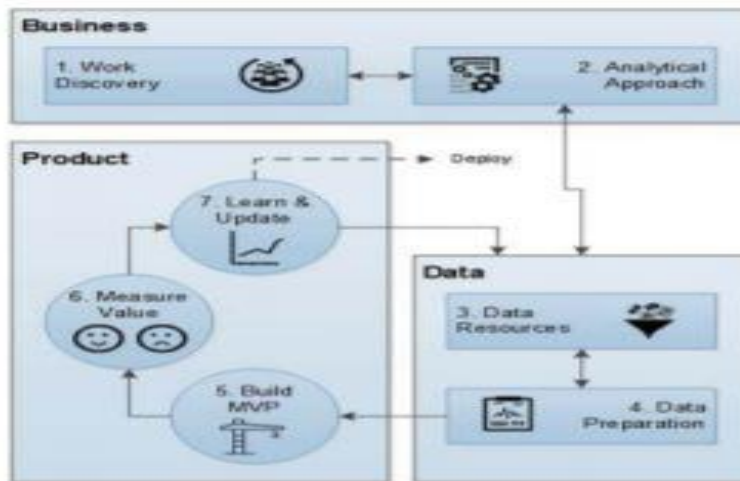 Business
1. Work
Discovery
2. Analytical
Approach
Product
Deploy
7. Learn &
Update
Data
6. Measure
Value
3. Data
Resources
5. Build
MVP
4. Data
Preparation